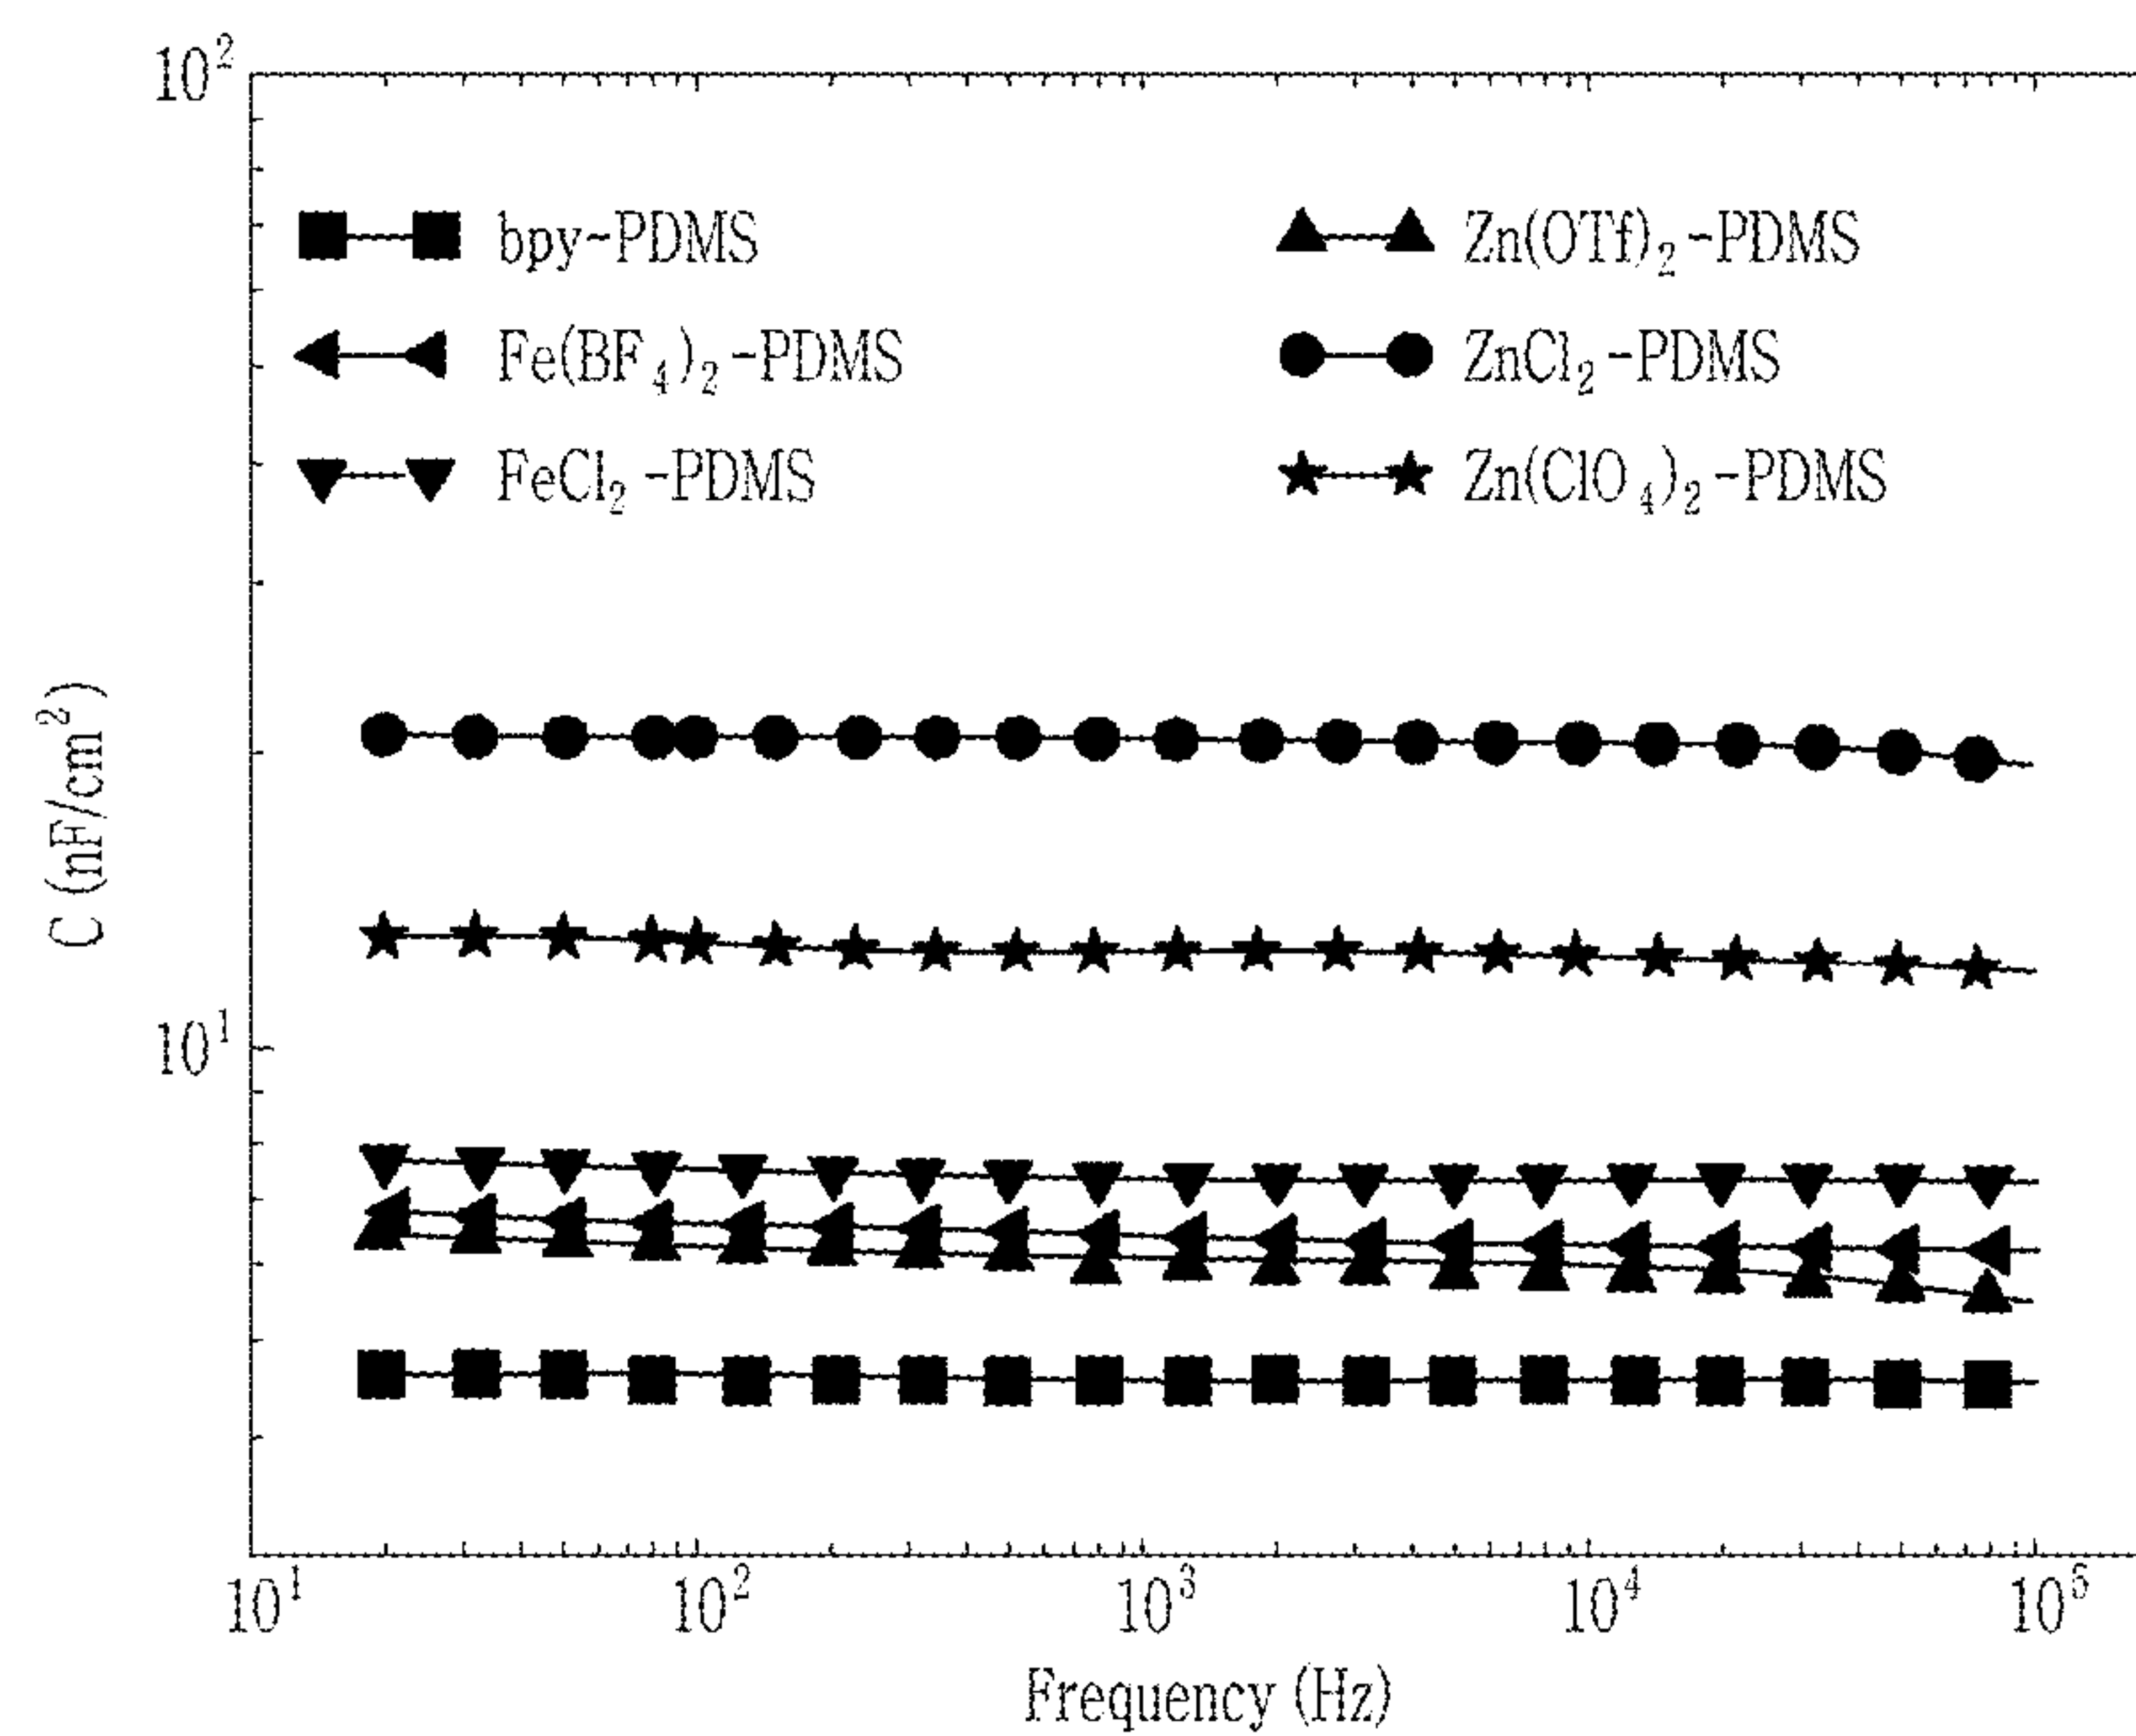 10²
bpy-PDMS
Zn(OTf)₂-PDMS
Fe(BF₄)₂-PDMS
ZnCl₂-PDMS
FeCl₂-PDMS
Zn(ClO₄)₂-PDMS
C (nF/cm²)
10¹
10¹ 10² 10³ 10⁴ 10⁵
Frequency (Hz)